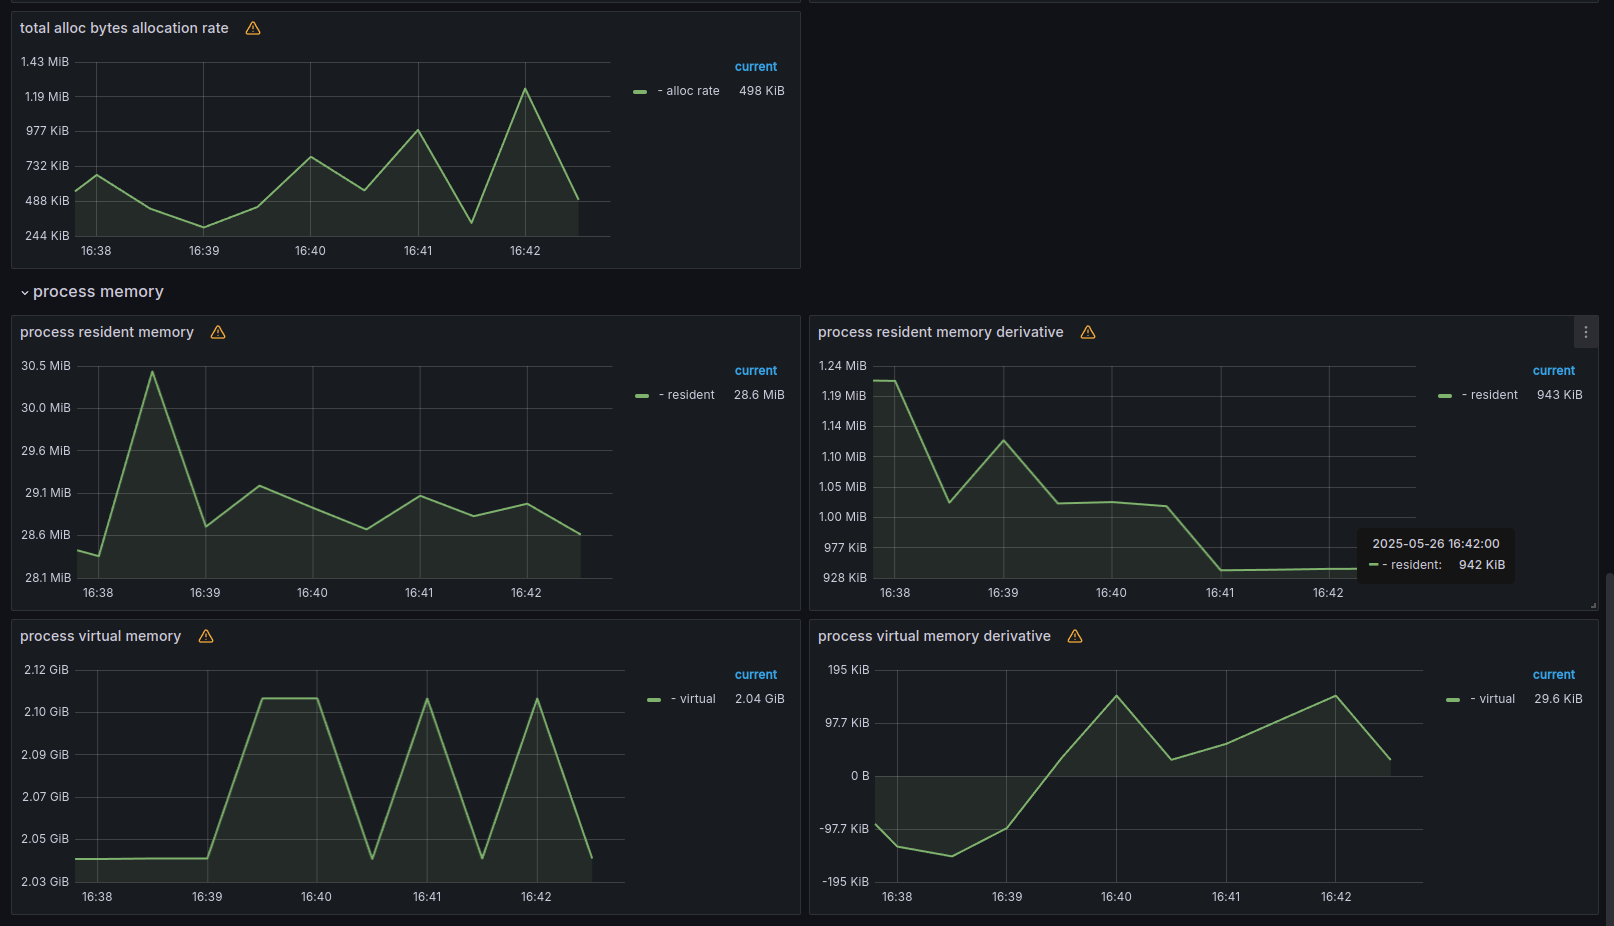 total alloc bytes allocation rate
1.43 MiB
1.19 MiB
977 KiB
732 KiB
488 KiB
244 KiB
16:38 16:39 16:40 16:41 16:42
current
- alloc rate 498 KiB
process memory
process resident memory
30.5 MiB
30.0 MiB
29.6 MiB
29.1 MiB
28.6 MiB
28.1 MiB
16:38 16:39 16:40 16:41 16:42
current
- resident 28.6 MiB
process resident memory derivative
1.24 MiB
1.19 MiB
1.14 MiB
1.10 MiB
1.05 MiB
1.00 MiB
977 KiB
928 KiB
16:38 16:39 16:40 16:41 16:42
current
- resident 943 KiB
2025-05-26 16:42:00
- resident: 942 KiB
process virtual memory
2.12 GiB
2.10 GiB
2.09 GiB
2.07 GiB
2.05 GiB
2.03 GiB
16:38 16:39 16:40 16:41 16:42
current
- virtual 2.04 GiB
process virtual memory derivative
195 KiB
97.7 KiB
0 B
-97.7 KiB
-195 KiB
16:38 16:39 16:40 16:41 16:42
current
- virtual 29.6 KiB